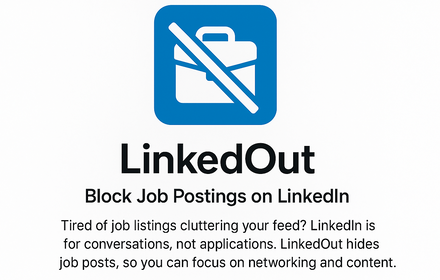 LinkedOut
Block Job Postings on LinkedIn
Tired of job listings cluttering your feed? LinkedIn is
for conversations, not applications. LinkedOut hides
job posts, so you can focus on networking and content.